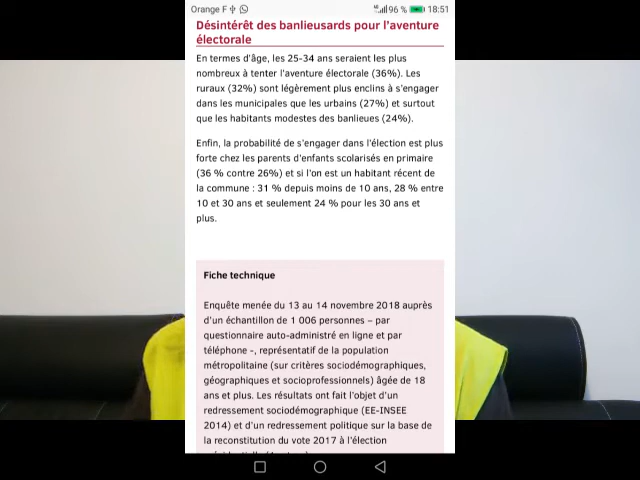 Orange F 96 % 18:51
Désintérêt des banlieusards pour l'aventure
électorale
En termes d'âge, les 25-34 ans seraient les plus
nombreux à tenter l'aventure électorale (36%). Les
ruraux (32%) sont légèrement plus enclins à s'engager
dans les municipales que les urbains (27%) et surtout
que les habitants modestes des banlieues (24%).
Enfin, la probabilité de s'engager dans l'élection est plus
forte chez les parents d'enfants scolarisés en primaire
(36 % contre 26%) et si l'on est un habitant récent de
la commune : 31 % depuis moins de 10 ans, 28 % entre
10 et 30 ans et seulement 24 % pour les 30 ans et
plus.
Fiche technique
Enquête menée du 13 au 14 novembre 2018 auprès
d'un échantillon de 1 006 personnes – par
questionnaire auto-administré en ligne et par
téléphone -, représentatif de la population
métropolitaine (sur critères sociodémographiques,
géographiques et socioprofessionnels) âgée de 18
ans et plus. Les résultats ont fait l'objet d'un
redressement sociodémographique (EE-INSEE
2014) et d'un redressement politique sur la base de
la reconstitution du vote 2017 à l'élection